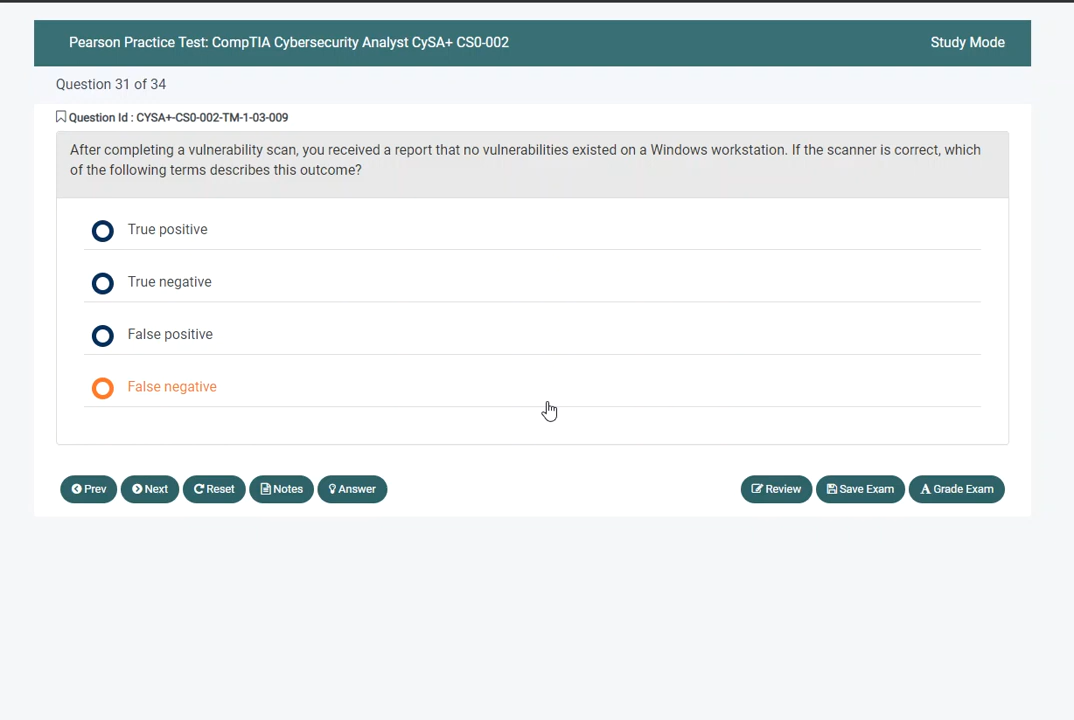 Pearson Practice Test: CompTIA Cybersecurity Analyst CySA+ CS0-002
Study Mode
Question 31 of 34
Question Id : CYSA+-CS0-002-TM-1-03-009
After completing a vulnerability scan, you received a report that no vulnerabilities existed on a Windows workstation. If the scanner is correct, which
of the following terms describes this outcome?
True positive
True negative
False positive
False negative
Prev Next Reset Notes Answer Review Save Exam Grade Exam